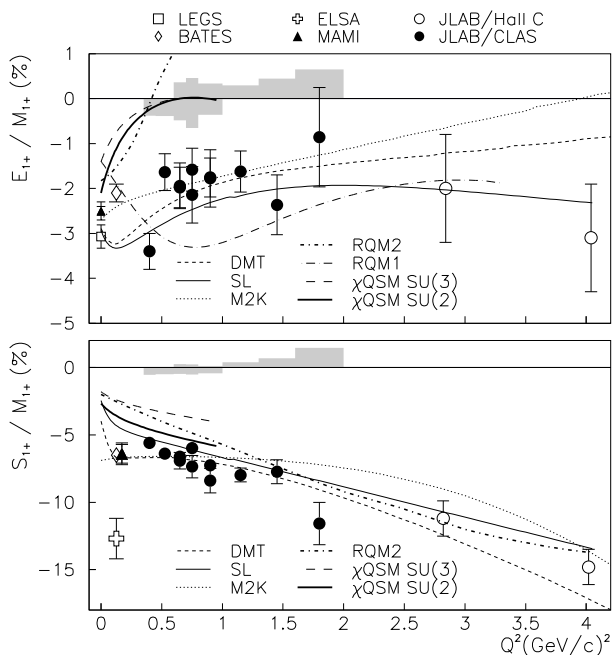 LEGS ELSA JLAB/Hall C
BATES MAMI JLAB/CLAS
E₁₊ / M₁₊ (%)
1
0
−1
−2
−3
−4
−5
RQM2
DMT RQM1
SL χQSM SU(3)
M2K χQSM SU(2)
S₁₊ / M₁₊ (%)
0
−5
−10
−15
DMT RQM2
SL χQSM SU(3)
M2K χQSM SU(2)
0 0.5 1 1.5 2 2.5 3 3.5 4
Q²(GeV/c)²